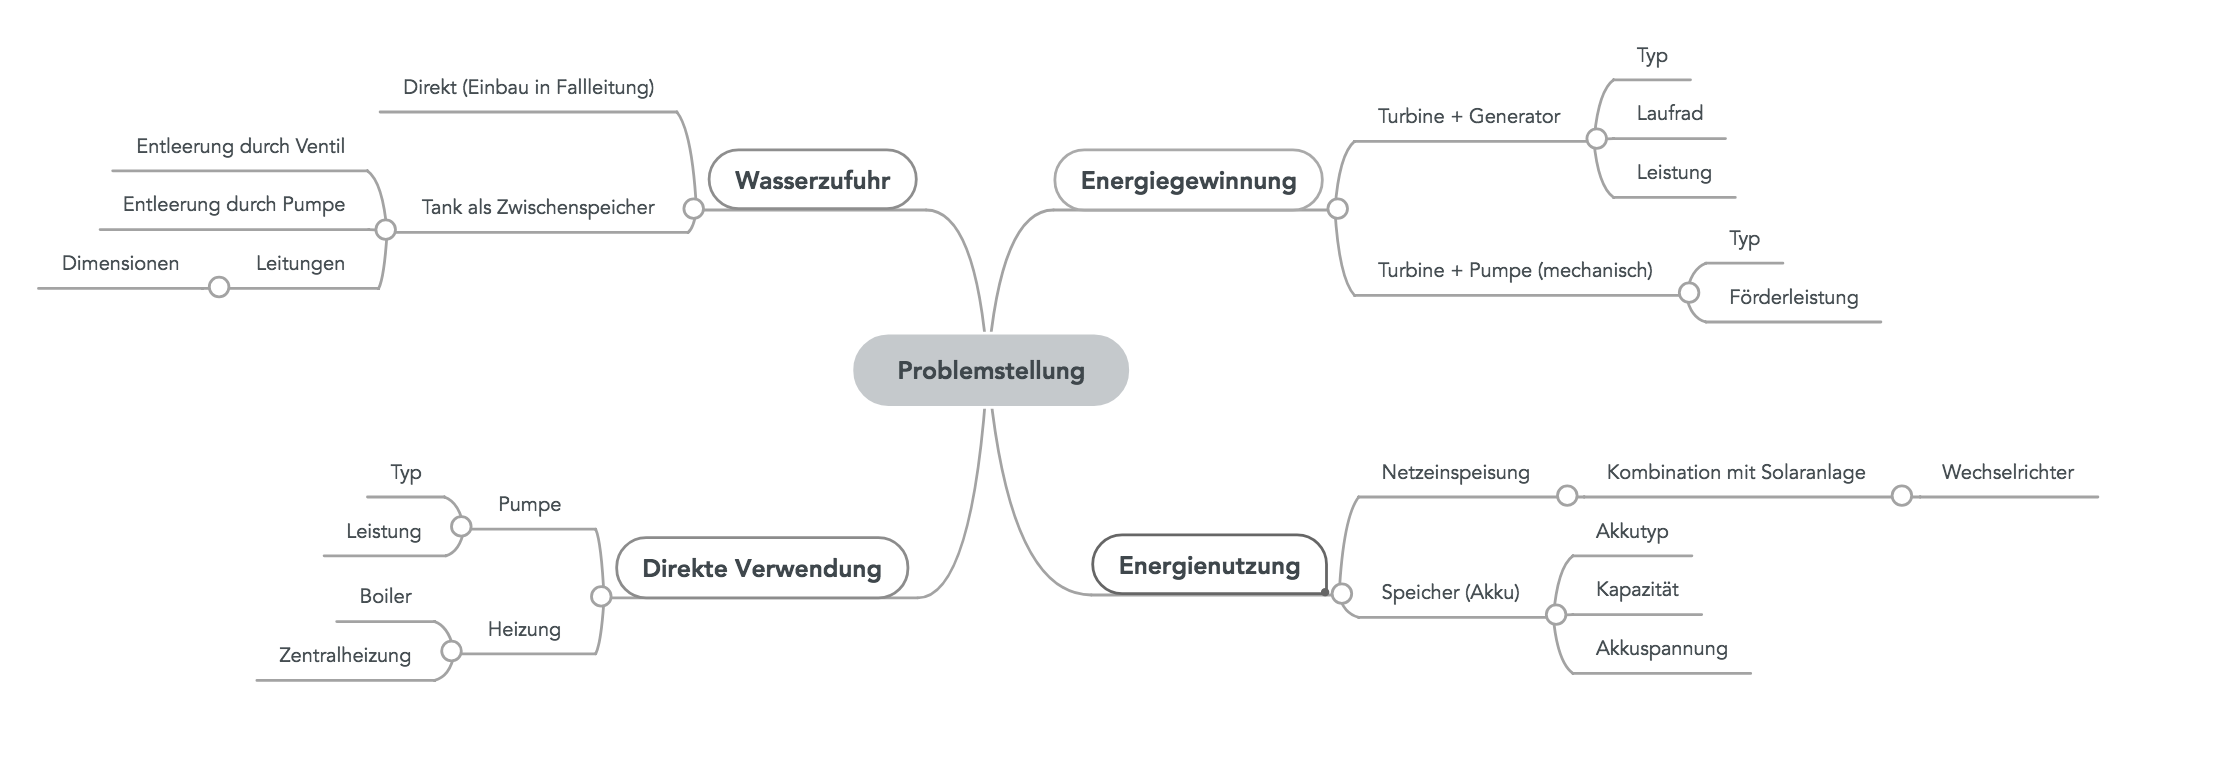 Problemstellung
Wasserzufuhr
Direkt (Einbau in Fallleitung)
Tank als Zwischenspeicher
Entleerung durch Ventil
Entleerung durch Pumpe
Leitungen
Dimensionen
Energiegewinnung
Turbine + Generator
Typ
Laufrad
Leistung
Turbine + Pumpe (mechanisch)
Typ
Förderleistung
Direkte Verwendung
Pumpe
Typ
Leistung
Heizung
Boiler
Zentralheizung
Energienutzung
Netzeinspeisung
Kombination mit Solaranlage
Wechselrichter
Speicher (Akku)
Akkutyp
Kapazität
Akkuspannung